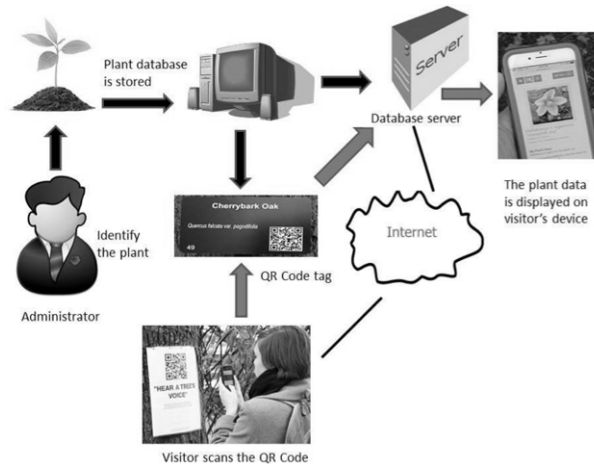 Plant database
is stored
Server
Database server
The plant data
is displayed on
visitor's device
Identify
the plant
Administrator
Cherrybark Oak
Quercus falcata var. pagodifolia
49
QR Code tag
Internet
"HEAR A TREES
VOICE"
Visitor scans the QR Code